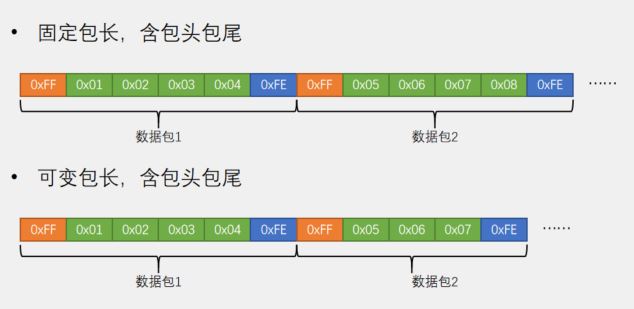 • 固定包长，含包头包尾
0xFF 0x01 0x02 0x03 0x04 0xFE 0xFF 0x05 0x06 0x07 0x08 0xFE ……
数据包1 数据包2
• 可变包长，含包头包尾
0xFF 0x01 0x02 0x03 0x04 0xFE 0xFF 0x05 0x06 0x07 0xFE ……
数据包1 数据包2